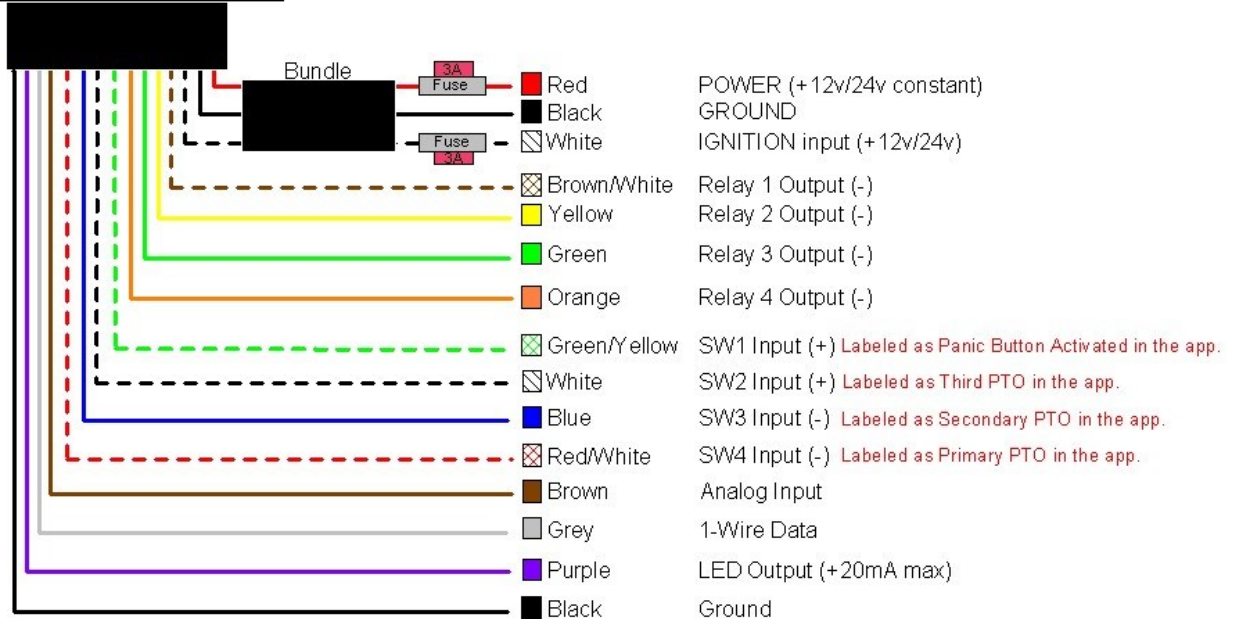 Bundle
3A
Fuse
Red POWER (+12v/24v constant)
Black GROUND
Fuse
3A
White IGNITION input (+12v/24v)
Brown/White Relay 1 Output (-)
Yellow Relay 2 Output (-)
Green Relay 3 Output (-)
Orange Relay 4 Output (-)
Green/Yellow SW1 Input (+) Labeled as Panic Button Activated in the app.
White SW2 Input (+) Labeled as Third PTO in the app.
Blue SW3 Input (-) Labeled as Secondary PTO in the app.
Red/White SW4 Input (-) Labeled as Primary PTO in the app.
Brown Analog Input
Grey 1-Wire Data
Purple LED Output (+20mA max)
Black Ground